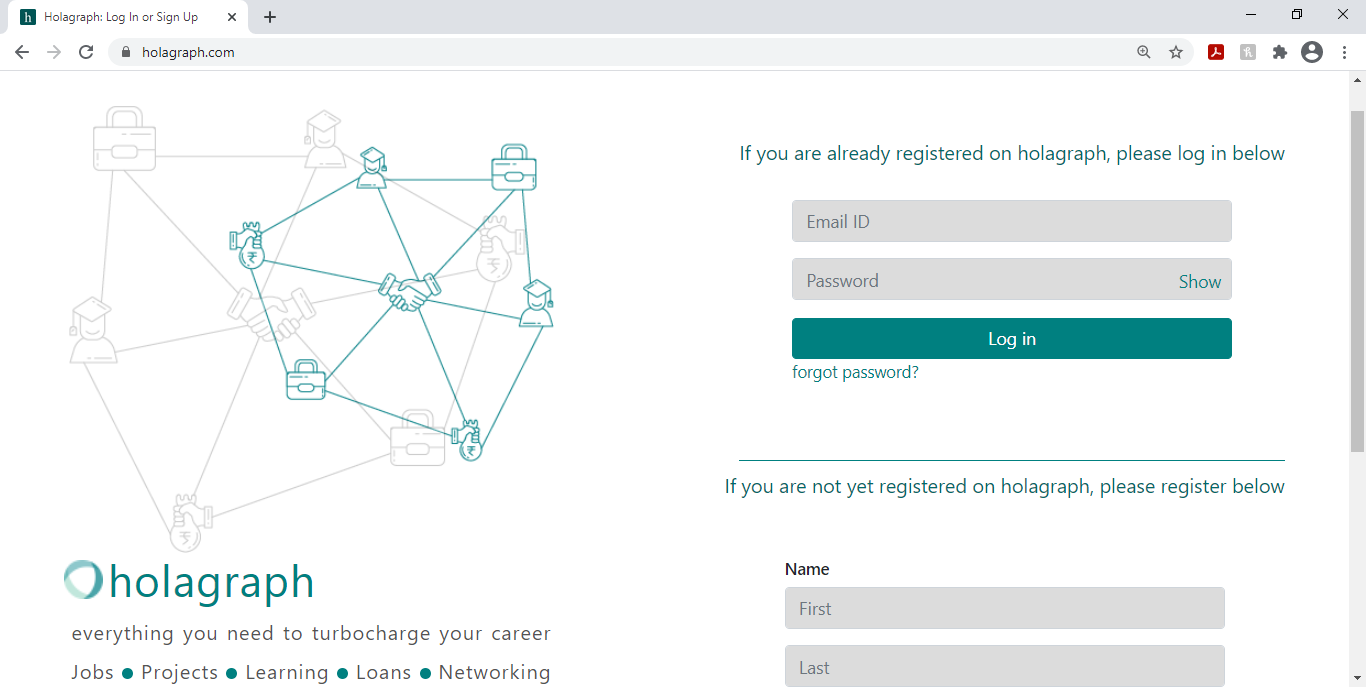 Holagraph: Log In or Sign Up
holagraph.com
If you are already registered on holagraph, please log in below
Email ID
Password Show
Log in
forgot password?
If you are not yet registered on holagraph, please register below
Name
First
Last
holagraph
everything you need to turbocharge your career
Jobs ● Projects ● Learning ● Loans ● Networking